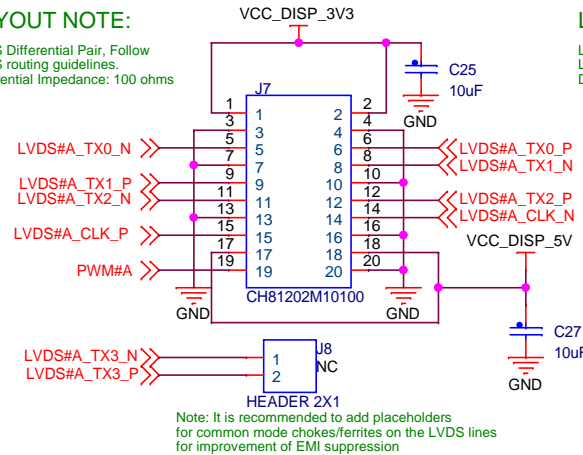 YOUT NOTE:
VCC_DISP_3V3
L
S Differential Pair, Follow
S routing guidelines.
ential Impedance: 100 ohms
L
L
D
C25
10uF
GND
J7
1 1 2 2
3 3 4 4
LVDS#A_TX0_N 5 5 6 6 LVDS#A_TX0_P
7 7 8 8 LVDS#A_TX1_N
LVDS#A_TX1_P 9 9 10 10
LVDS#A_TX2_N 11 11 12 12 LVDS#A_TX2_P
13 13 14 14 LVDS#A_CLK_N
LVDS#A_CLK_P 15 15 16 16
17 17 18 18 VCC_DISP_5V
PWM#A 19 19 20 20
CH81202M10100
GND
GND
C27
10uF
GND
J8
LVDS#A_TX3_N 1 NC
LVDS#A_TX3_P 2
HEADER 2X1
Note: It is recommended to add placeholders
for common mode chokes/ferrites on the LVDS lines
for improvement of EMI suppression